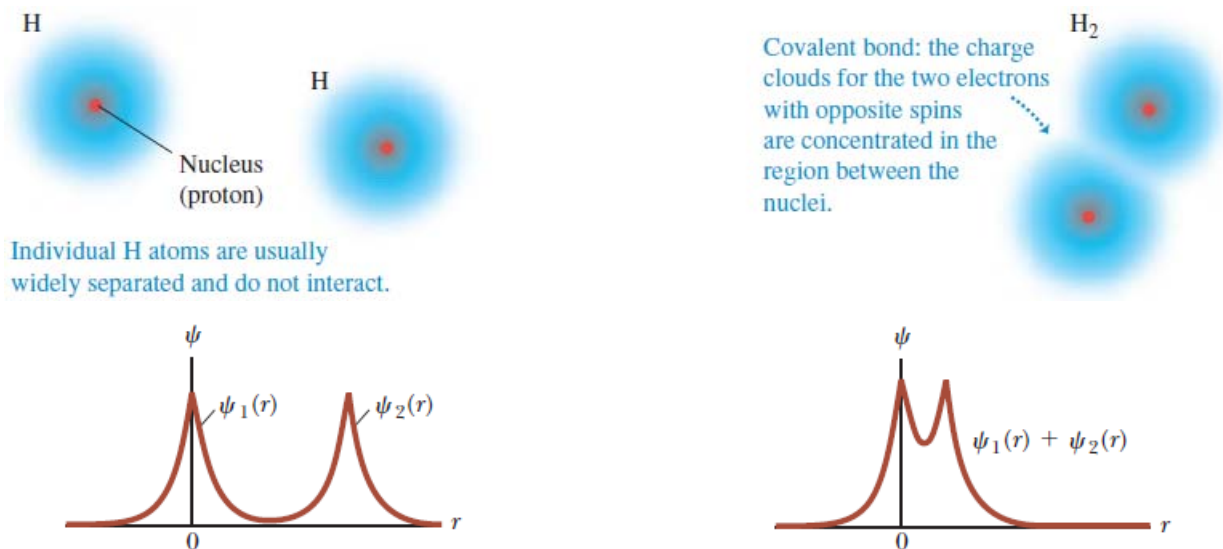 H
H
Nucleus
(proton)
Individual H atoms are usually
widely separated and do not interact.
ψ
ψ₁(r)
ψ₂(r)
0
r
H₂
Covalent bond: the charge
clouds for the two electrons
with opposite spins
are concentrated in the
region between the
nuclei.
ψ
ψ₁(r) + ψ₂(r)
0
r